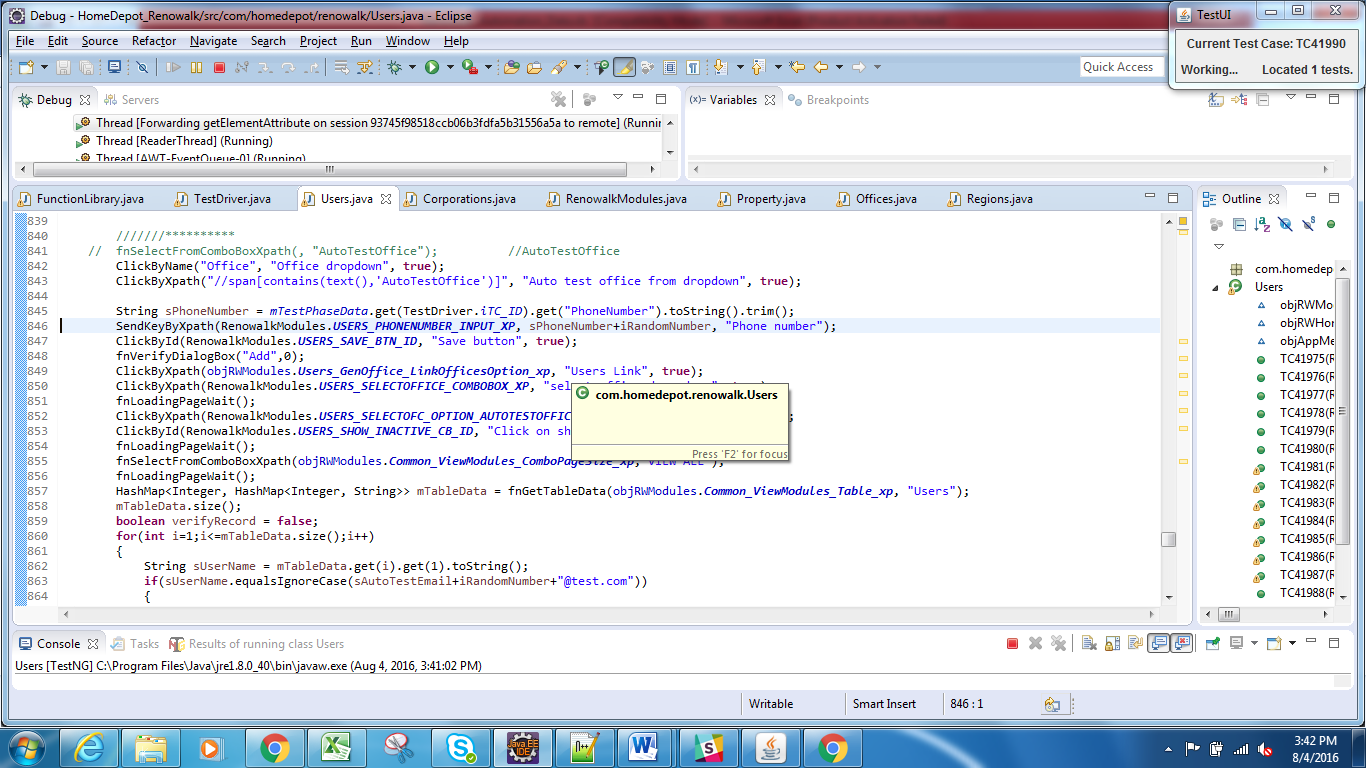 Debug - HomeDepot_Renowalk/src/com/homedepot/renowalk/Users.java - Eclipse
TestUI
Current Test Case: TC41990
Working... Located 1 tests.
File Edit Source Refactor Navigate Search Project Run Window Help
Quick Access
Debug Servers
Variables Breakpoints
Thread [Forwarding getElementAttribute on session 93745f98518ccb06b3fdfa5b31556a5a to remote] (Runnin
Thread [ReaderThread] (Running)
Thread [AWT-EventQueue-0] (Running)
FunctionLibrary.java TestDriver.java Users.java Corporations.java RenowalkModules.java Property.java Offices.java Regions.java
Outline
839
840 ///////**********
841 // fnSelectFromComboBoxXpath(, "AutoTestOffice"); //AutoTestOffice
842 ClickByName("Office", "Office dropdown", true);
843 ClickByXpath("//span[contains(text(),'AutoTestOffice')]", "Auto test office from dropdown", true);
844
845 String sPhoneNumber = mTestPhaseData.get(TestDriver.iTC_ID).get("PhoneNumber").toString().trim();
846 SendKeyByXpath(RenowalkModules.USERS_PHONENUMBER_INPUT_XP, sPhoneNumber+iRandomNumber, "Phone number");
847 ClickById(RenowalkModules.USERS_SAVE_BTN_ID, "Save button", true);
848 fnVerifyDialogBox("Add",0);
849 ClickByXpath(objRWModules.Users_GenOffice_LinkOfficesOption_xp, "Users Link", true);
850 ClickByXpath(RenowalkModules.USERS_SELECTOFFICE_COMBOBOX_XP, "sel
851 fnLoadingPageWait();
852 ClickByXpath(RenowalkModules.USERS_SELECTOFC_OPTION_AUTOTESTOFFIC ;
853 ClickById(RenowalkModules.USERS_SHOW_INACTIVE_CB_ID, "Click on sh
854 fnLoadingPageWait();
855 fnSelectFromComboBoxXpath(objRWModules.Common_ViewModules_ComboPageSize_xp, "View ALL");
856 fnLoadingPageWait();
857 HashMap<Integer, HashMap<Integer, String>> mTableData = fnGetTableData(objRWModules.Common_ViewModules_Table_xp, "Users");
858 mTableData.size();
859 boolean verifyRecord = false;
860 for(int i=1;i<=mTableData.size();i++)
861 {
862 String sUserName = mTableData.get(i).get(1).toString();
863 if(sUserName.equalsIgnoreCase(sAutoTestEmail+iRandomNumber+"@test.com"))
864 {
com.homedepot.renowalk.Users
Press 'F2' for focus
com.homedep
Users
objRWMo
objRWHor
objAppMe
TC41975(R
TC41976(R
TC41977(R
TC41978(R
TC41979(R
TC41980(R
TC41981(R
TC41982(R
TC41983(R
TC41984(R
TC41985(R
TC41986(R
TC41987(R
TC41988(R
Console Tasks Results of running class Users
Users [TestNG] C:\Program Files\Java\jre1.8.0_40\bin\javaw.exe (Aug 4, 2016, 3:41:02 PM)
Writable Smart Insert 846 : 1
3:42 PM
8/4/2016